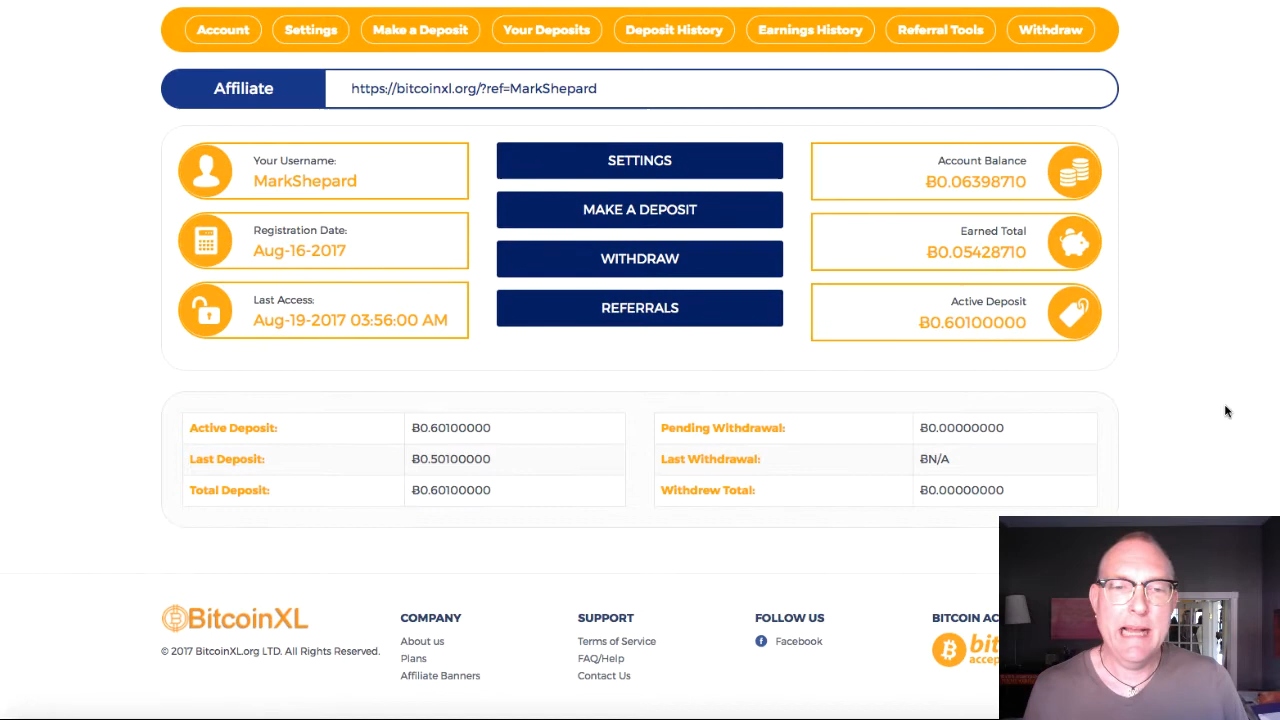 Account Settings Make a Deposit Your Deposits Deposit History Earnings History Referral Tools Withdraw
Affiliate https://bitcoinxl.org/?ref=MarkShepard
Your Username:
MarkShepard
Registration Date:
Aug-16-2017
Last Access:
Aug-19-2017 03:56:00 AM
SETTINGS
MAKE A DEPOSIT
WITHDRAW
REFERRALS
Account Balance
Ƀ0.06398710
Earned Total
Ƀ0.05428710
Active Deposit
Ƀ0.60100000
Active Deposit: Ƀ0.60100000
Last Deposit: Ƀ0.50100000
Total Deposit: Ƀ0.60100000
Pending Withdrawal: Ƀ0.00000000
Last Withdrawal: ɃN/A
Withdrew Total: Ƀ0.00000000
BitcoinXL
© 2017 BitcoinXL.org LTD. All Rights Reserved.
COMPANY
About us
Plans
Affiliate Banners
SUPPORT
Terms of Service
FAQ/Help
Contact Us
FOLLOW US
Facebook
BITCOIN AC
bit
accep